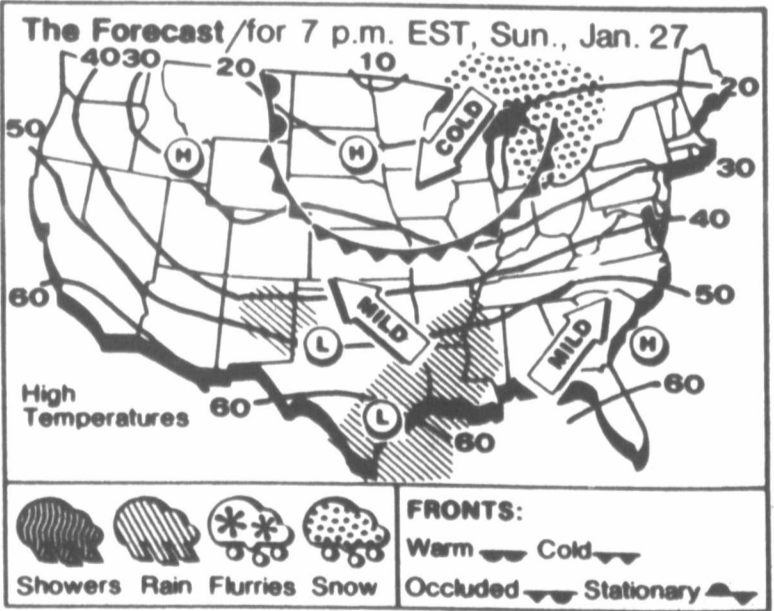 The Forecast/for 7 p.m. EST, Sun., Jan. 27
40 30 20 10
20
50
COLD
H
H
30
40
60
50
MILD
MILD
L
H
High
Temperatures
60
60
L
60
FRONTS:
Warm Cold
Showers Rain Flurries Snow
Occluded Stationary